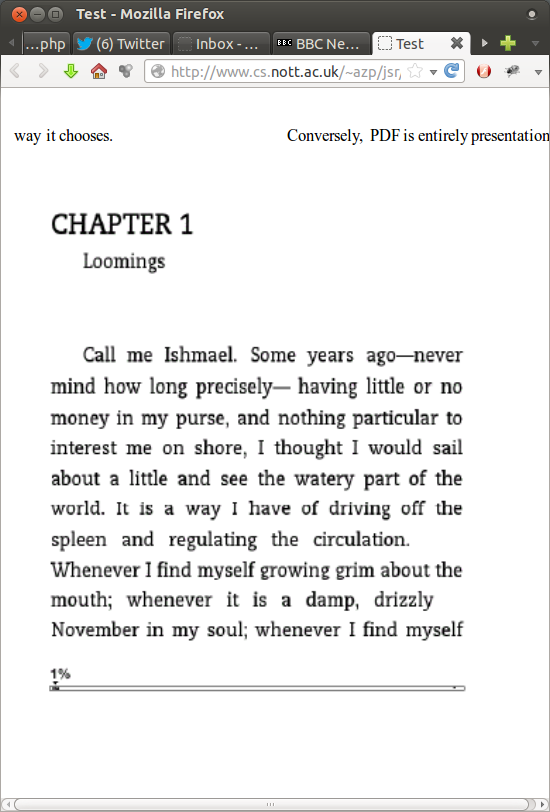 Test - Mozilla Firefox
...php (6) Twitter Inbox - ... BBC BBC Ne... Test
http://www.cs.nott.ac.uk/~azp/jsr,
way it chooses. Conversely, PDF is entirely presentation
CHAPTER 1
Loomings
Call me Ishmael. Some years ago—never
mind how long precisely— having little or no
money in my purse, and nothing particular to
interest me on shore, I thought I would sail
about a little and see the watery part of the
world. It is a way I have of driving off the
spleen and regulating the circulation.
Whenever I find myself growing grim about the
mouth; whenever it is a damp, drizzly
November in my soul; whenever I find myself
1%